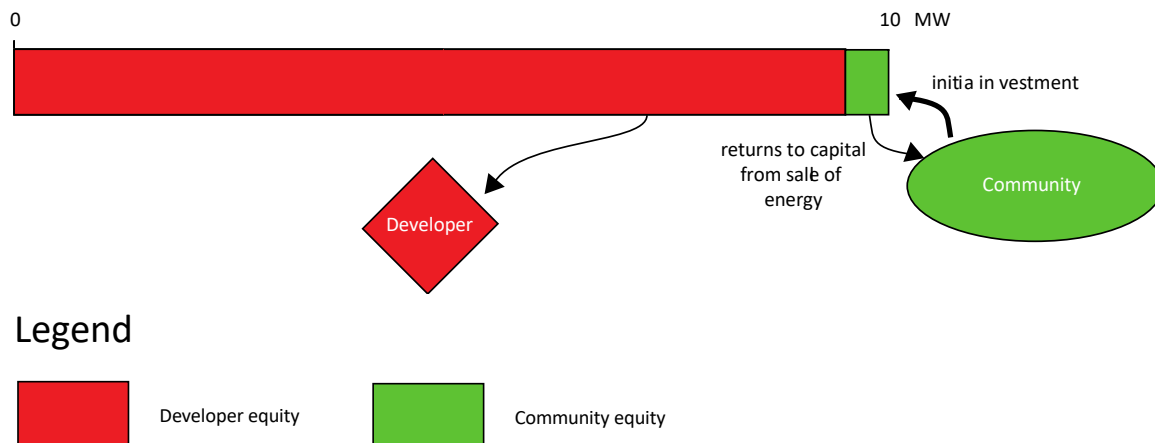 0
10 MW
initia in vestment
returns to capital
from sale of
energy
Community
Developer
Legend
Developer equity
Community equity